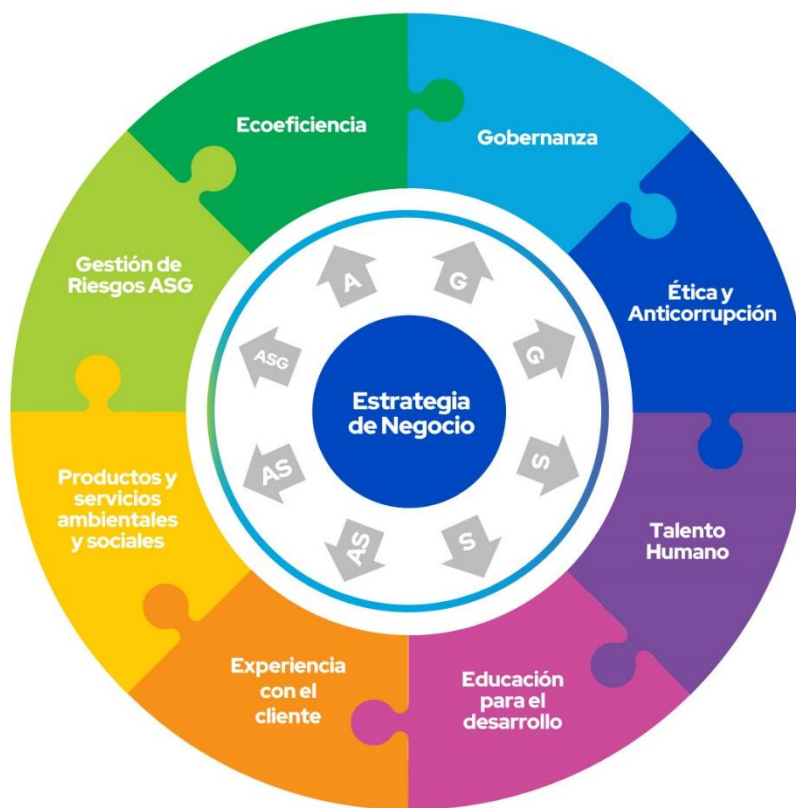 Ecoeficiencia
Gobernanza
Gestión de
Riesgos ASG
Ética y
Anticorrupción
A
G
ASG
G
Estrategia
de Negocio
AS
S
AS
S
Productos y
servicios
ambientales
y sociales
Talento
Humano
Experiencia
con el
cliente
Educación
para el
desarrollo